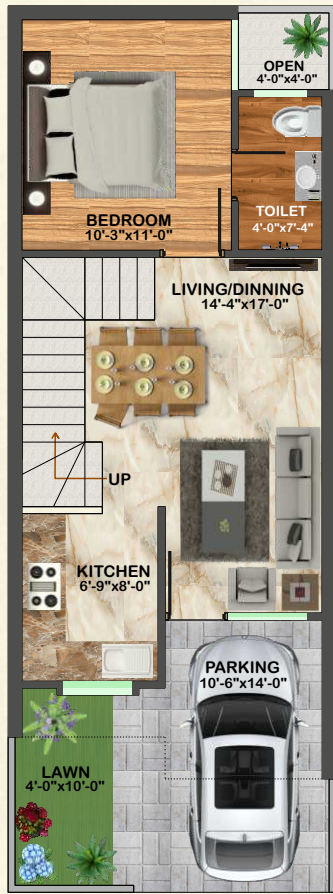 OPEN
4'-0"x4'-0"
TOILET
4'-0"x7'-4"
BEDROOM
10'-3"x11'-0"
LIVING/DINNING
14'-4"x17'-0"
UP
KITCHEN
6'-9"x8'-0"
PARKING
10'-6"x14'-0"
LAWN
4'-0"x10'-0"